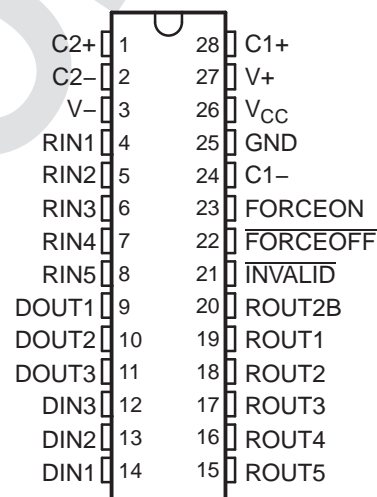 C2+ 1 28 C1+
C2− 2 27 V+
V− 3 26 VCC
RIN1 4 25 GND
RIN2 5 24 C1−
RIN3 6 23 FORCEON
RIN4 7 22 FORCEOFF
RIN5 8 21 INVALID
DOUT1 9 20 ROUT2B
DOUT2 10 19 ROUT1
DOUT3 11 18 ROUT2
DIN3 12 17 ROUT3
DIN2 13 16 ROUT4
DIN1 14 15 ROUT5